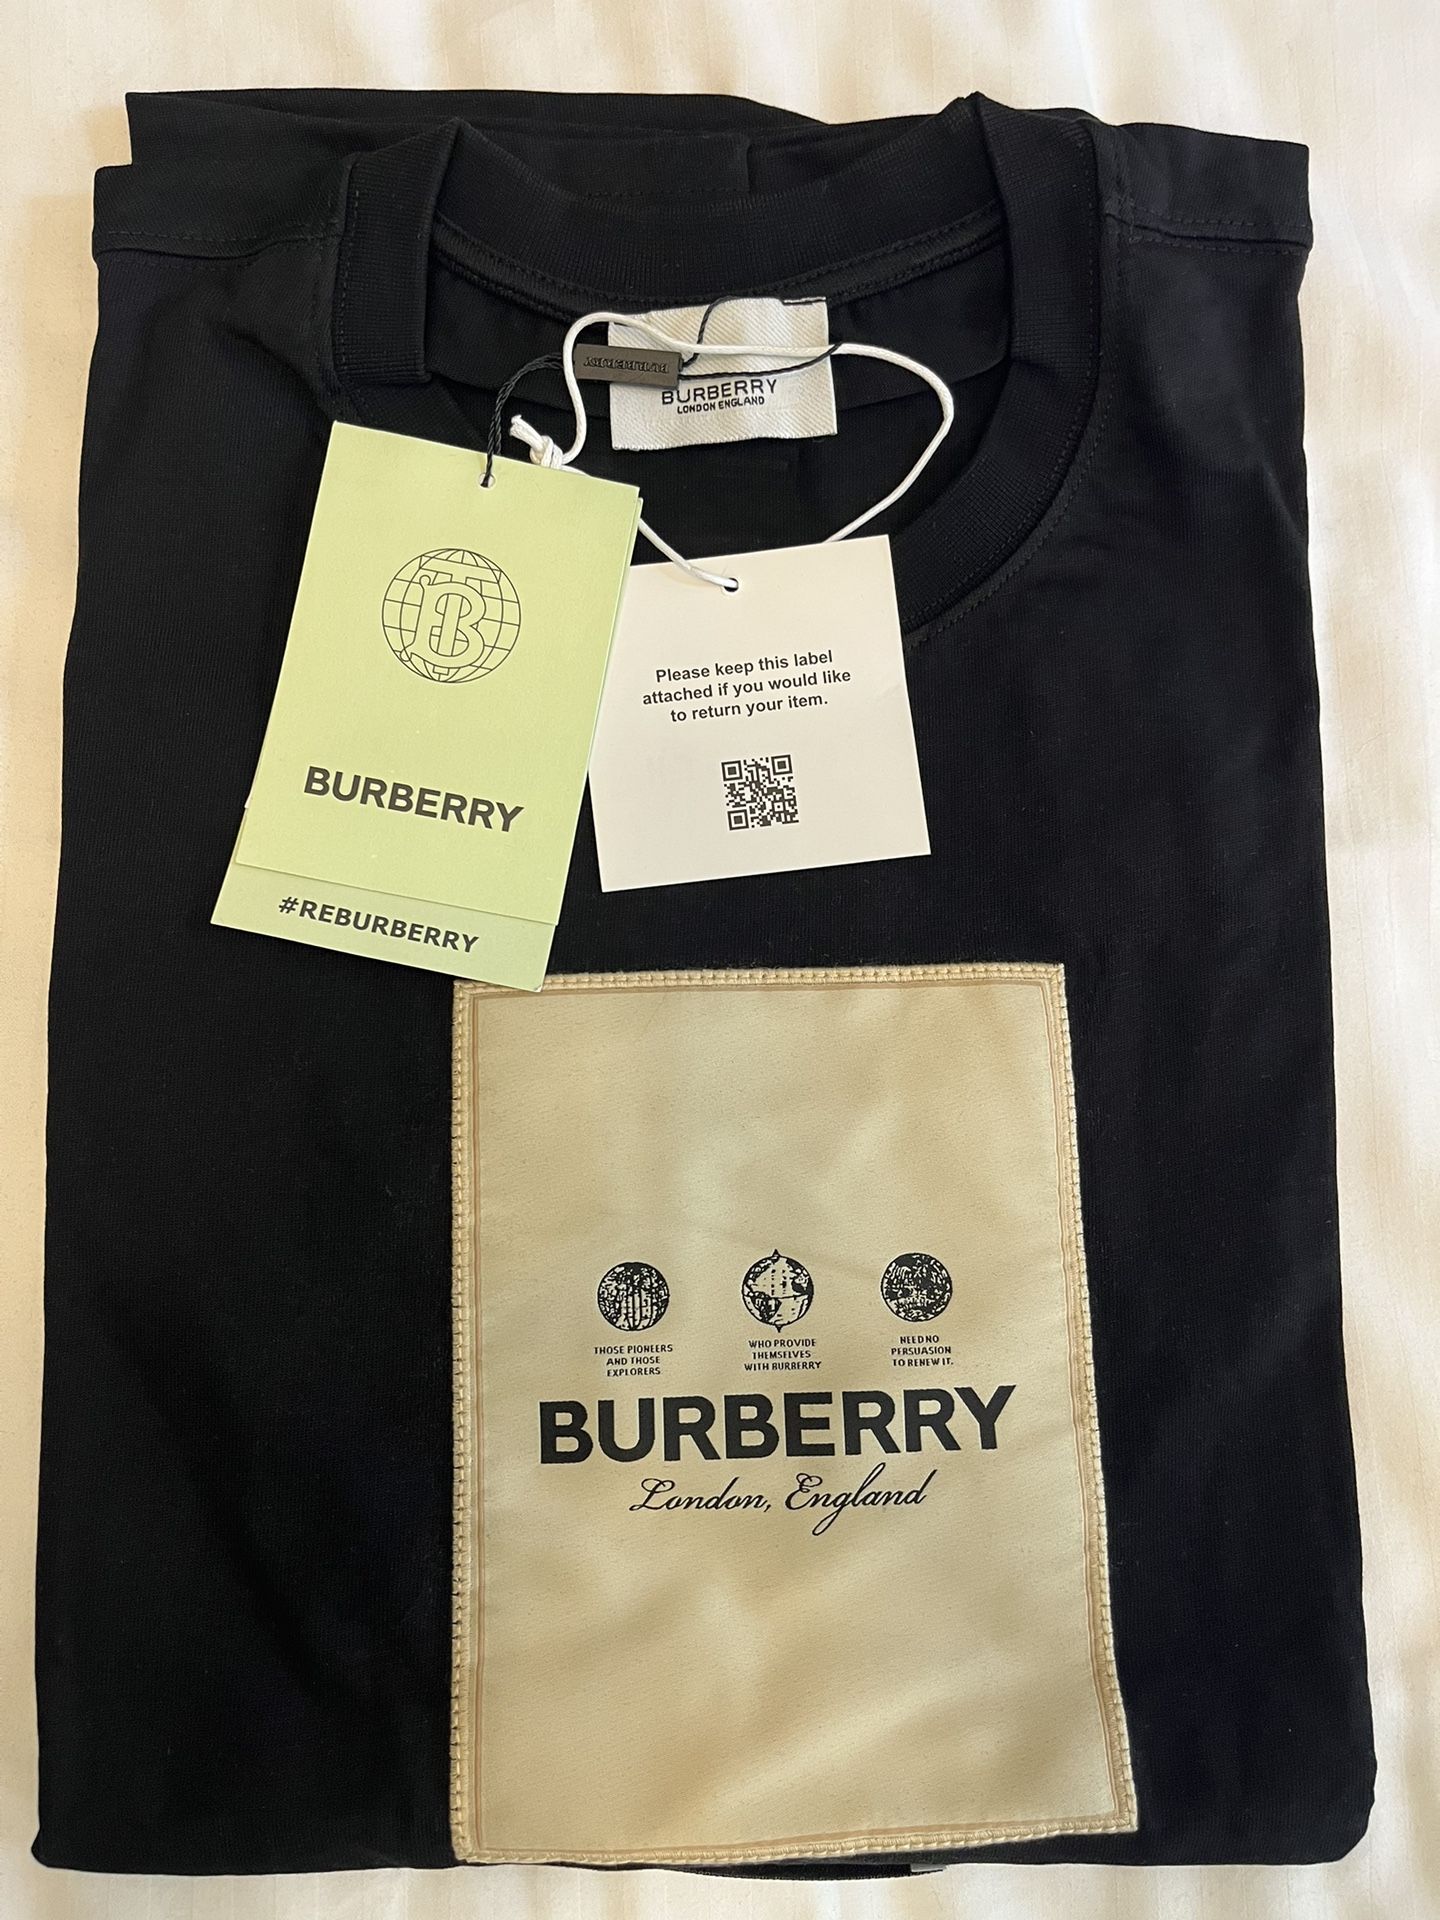 BURBERRY
BURBERRY
LONDON ENGLAND
BURBERRY
#REBURBERRY
Please keep this label
attached if you would like
to return your item.
THOSE PIONEERS
AND THOSE
EXPLORERS
WHO PROVIDE
THEMSELVES
WITH BURBERRY
NEED NO
PERSUASION
TO RENEW IT.
BURBERRY
London, England